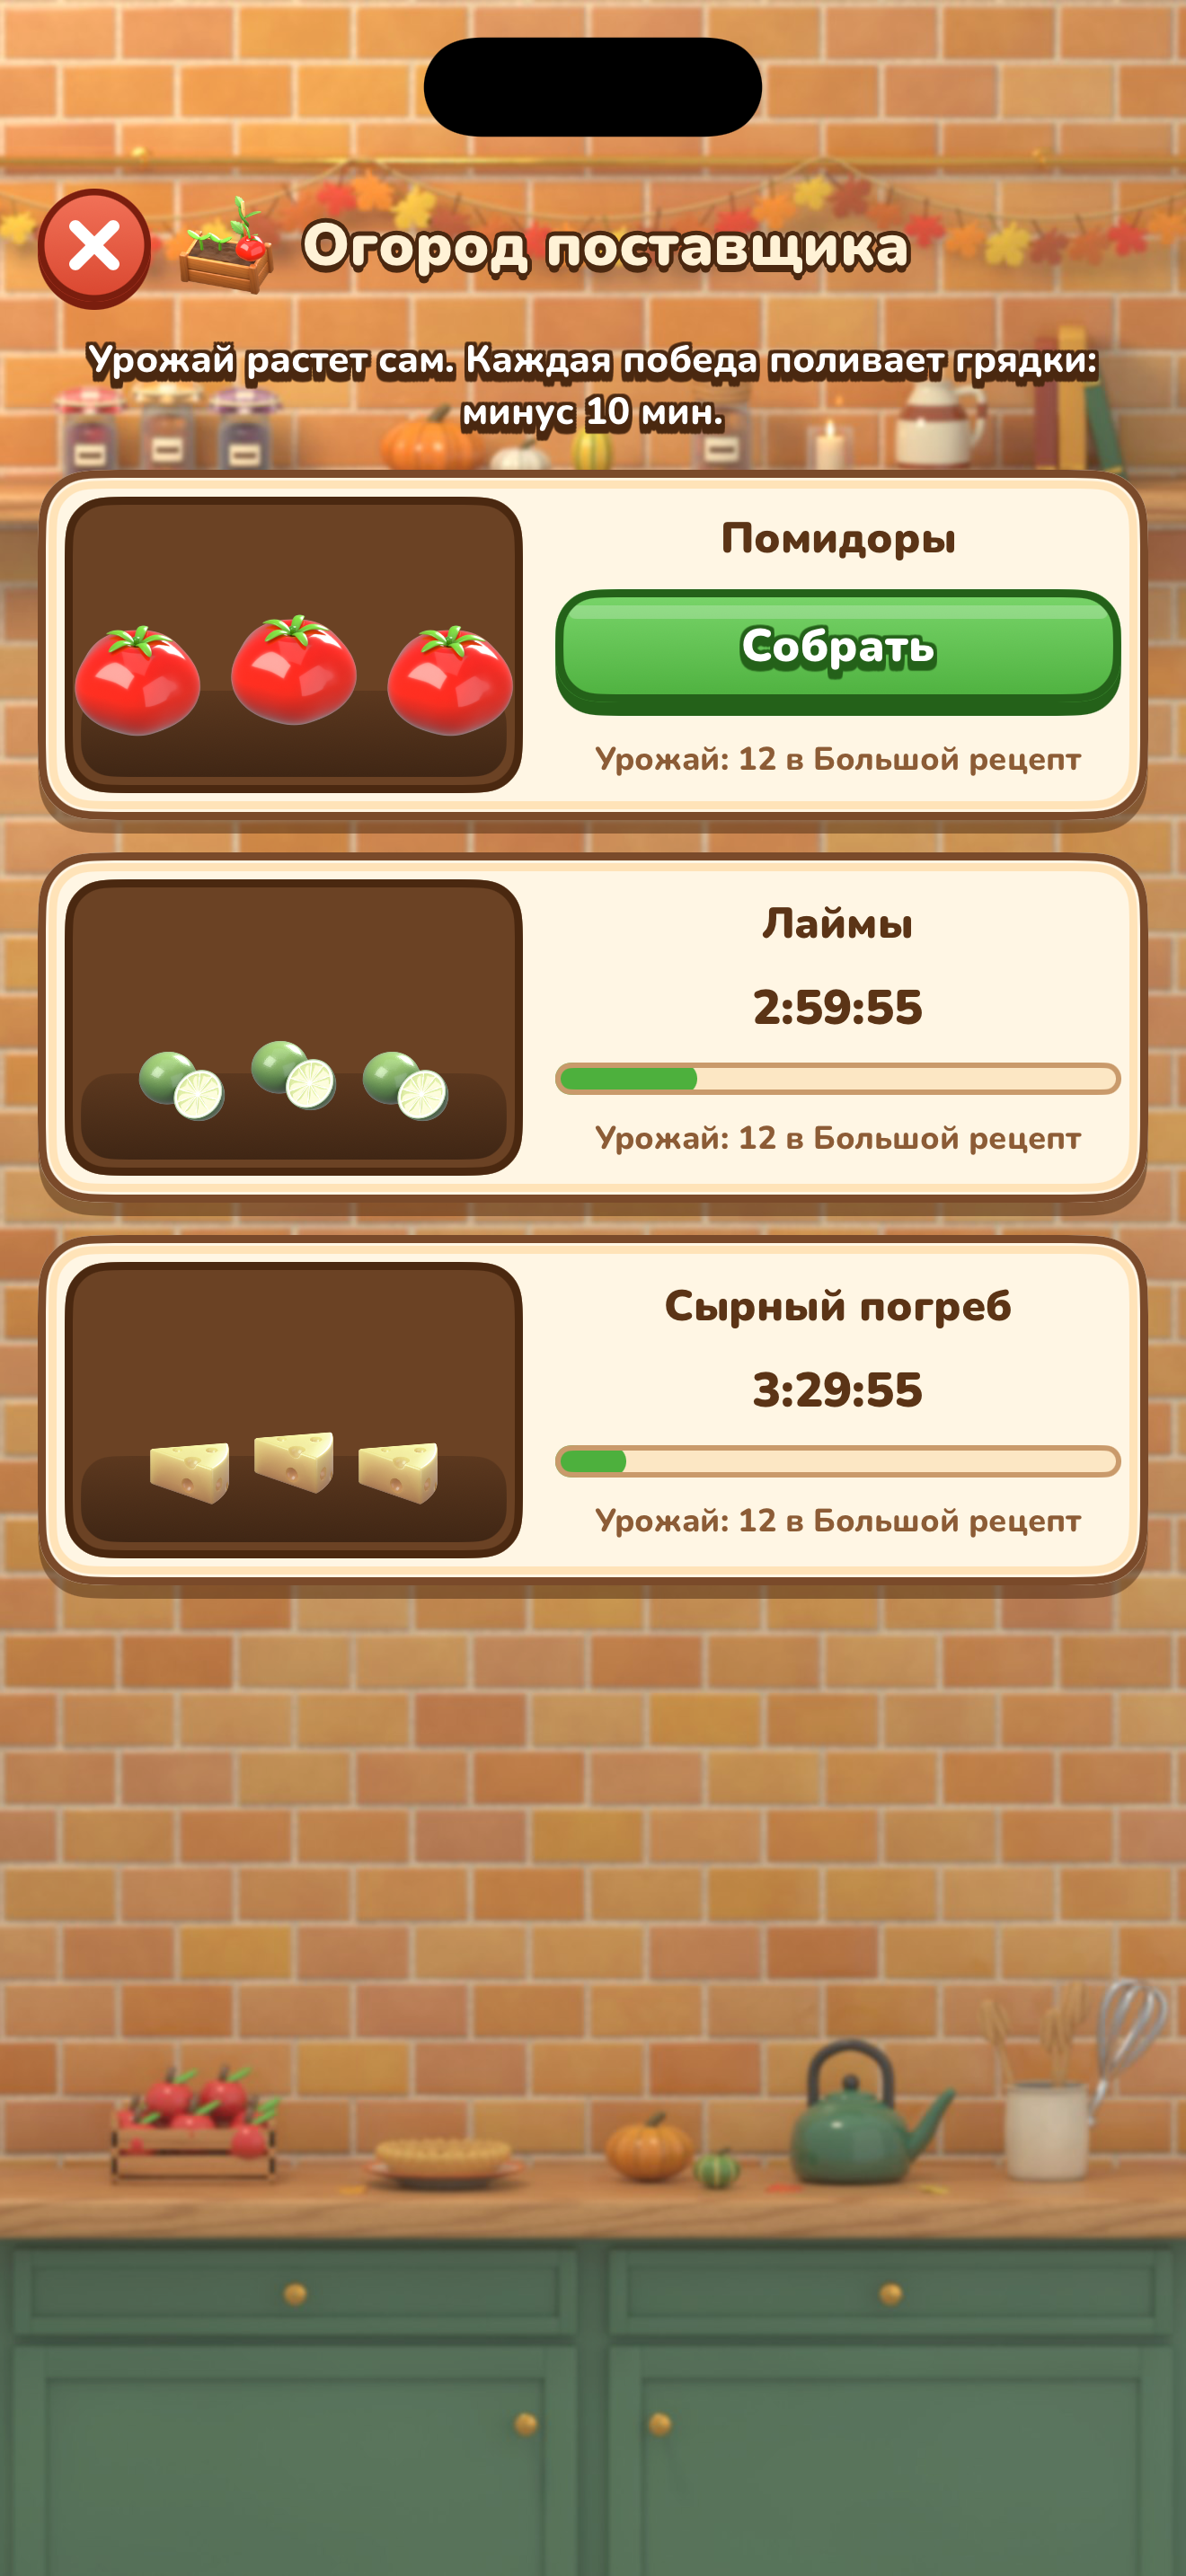 Огород поставщика
Урожай растет сам. Каждая победа поливает грядки:
минус 10 мин.
Помидоры
Собрать
Урожай: 12 в Большой рецепт
Лаймы
2:59:55
Урожай: 12 в Большой рецепт
Сырный погреб
3:29:55
Урожай: 12 в Большой рецепт